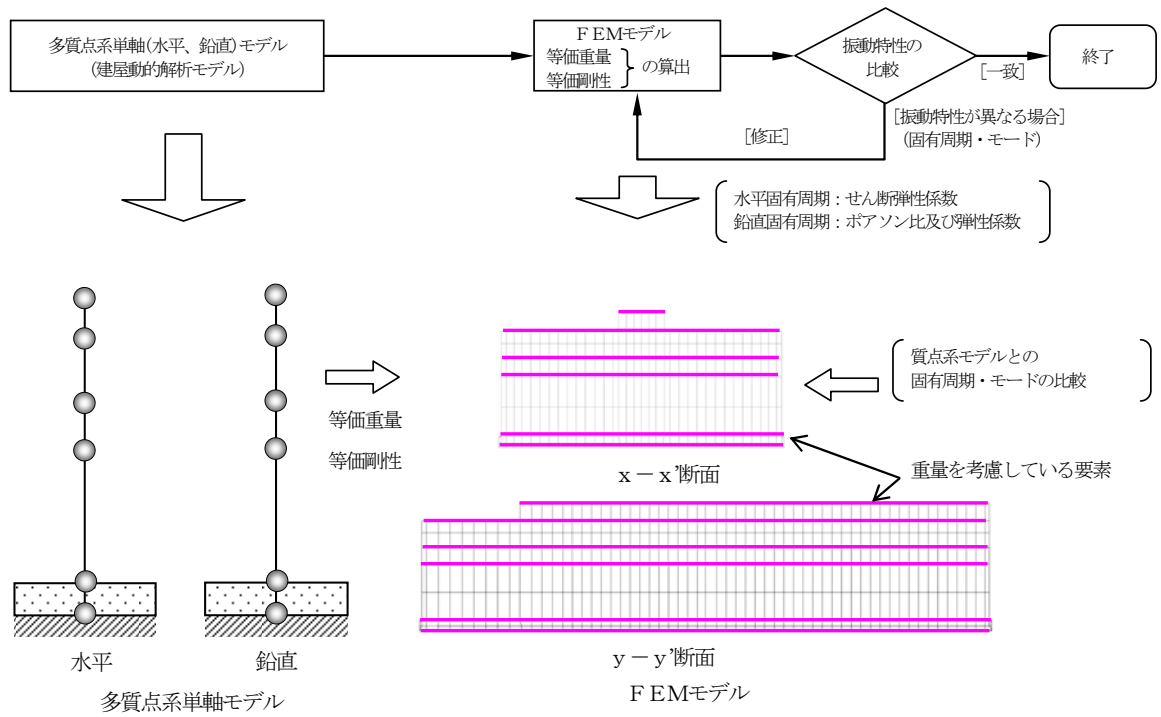 多質点系単軸(水平、鉛直)モデル
(建屋動的解析モデル)
ＦＥＭモデル
等価重量
等価剛性
の算出
振動特性の
比較
[一致]
終了
[修正]
[振動特性が異なる場合]
(固有周期・モード)
水平固有周期：せん断弾性係数
鉛直固有周期：ポアソン比及び弾性係数
等価重量
等価剛性
質点系モデルとの
固有周期・モードの比較
ｘ－ｘ’断面
重量を考慮している要素
ｙ－ｙ’断面
水平
鉛直
多質点系単軸モデル
ＦＥＭモデル